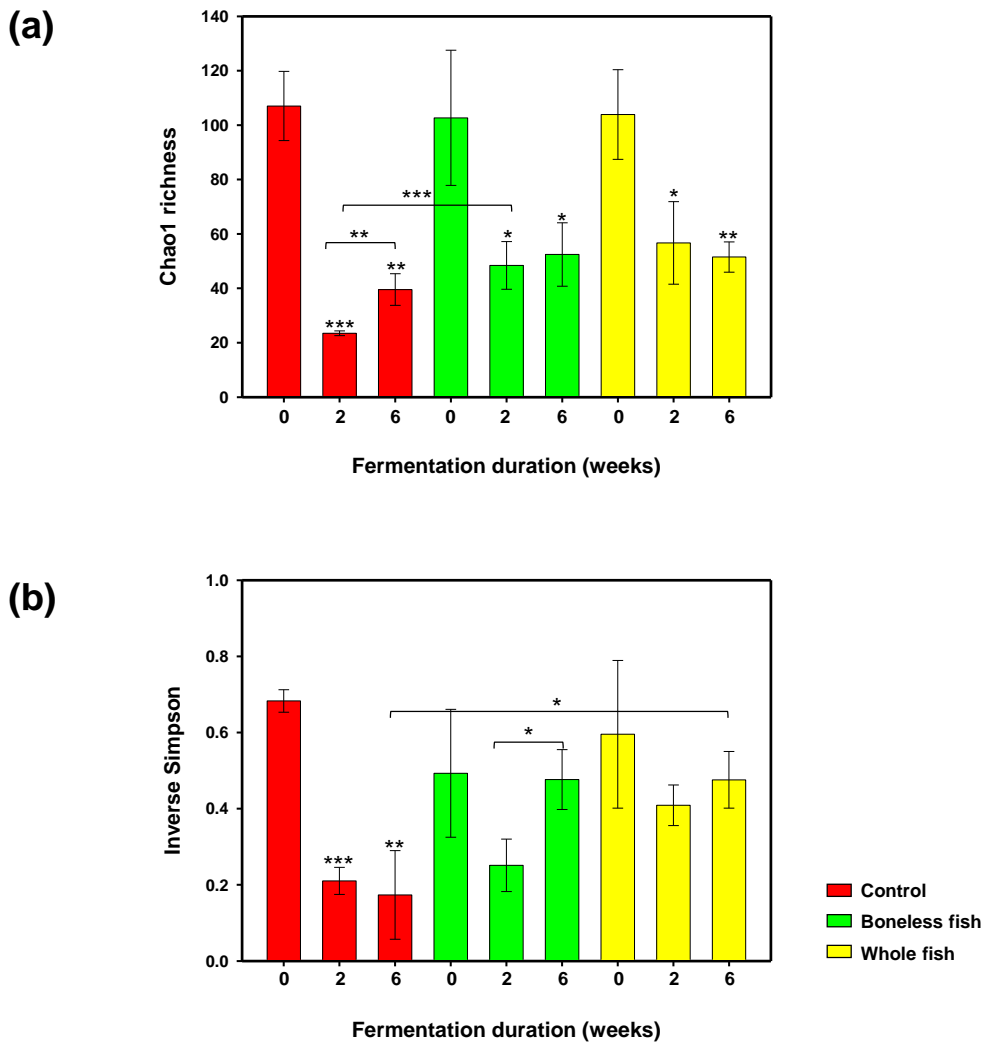 (a)
Chao1 richness
140
120
100
80
60
40
20
0
***
**
***
**
*
*
*
**
0 2 6 0 2 6 0 2 6
Fermentation duration (weeks)
(b)
Inverse Simpson
1.0
0.8
0.6
0.4
0.2
0.0
*
*
***
**
0 2 6 0 2 6 0 2 6
Fermentation duration (weeks)
Control
Boneless fish
Whole fish